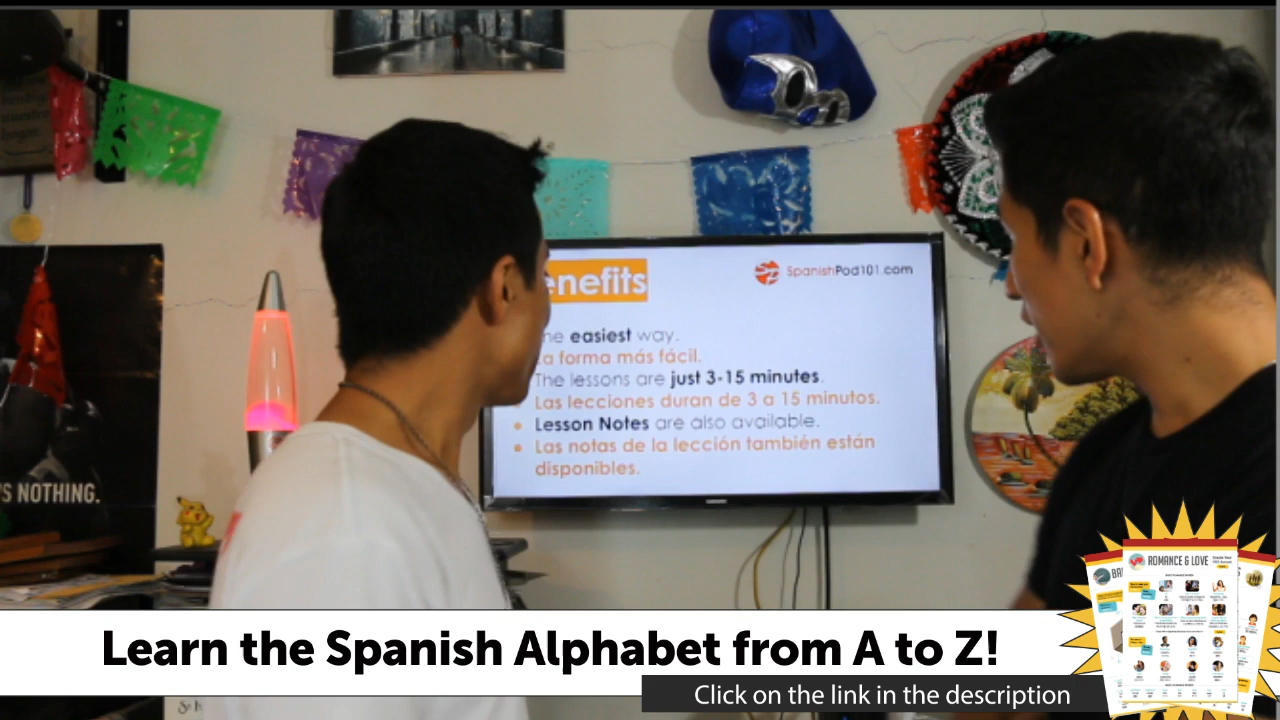 enefits
SpanishPod101.com
he easiest way.
a forma más fácil.
The lessons are just 3-15 minutes.
Las lecciones duran de 3 a 15 minutos.
Lesson Notes are also available.
Las notas de la lección también están
disponibles.
'S NOTHING.
ROMANCE & LOVE
Learn the Spanish Alphabet from A to Z!
Click on the link in the description